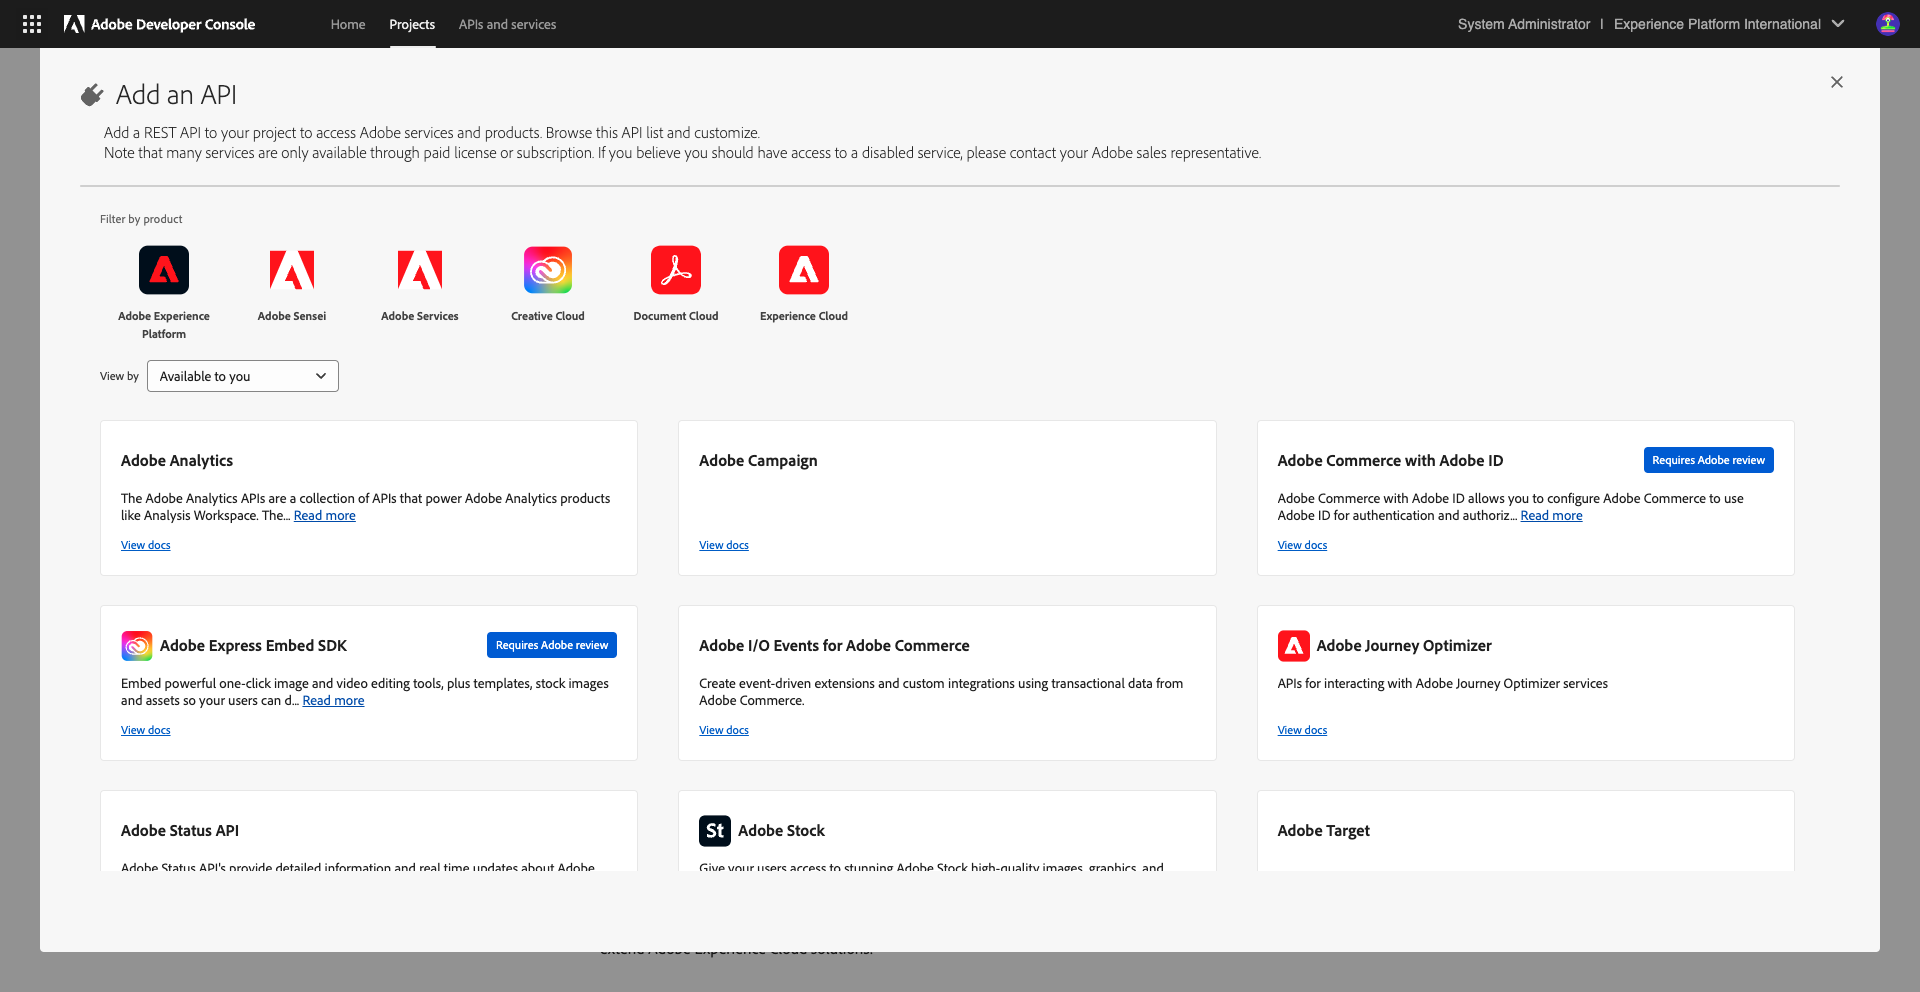 Adobe Developer Console
Home
Projects
APIs and services
System Administrator | Experience Platform International
Add an API
Add a REST API to your project to access Adobe services and products. Browse this API list and customize.
Note that many services are only available through paid license or subscription. If you believe you should have access to a disabled service, please contact your Adobe sales representative.
Filter by product
Adobe Experience
Platform
Adobe Sensei
Adobe Services
Creative Cloud
Document Cloud
Experience Cloud
View by
Available to you
Adobe Analytics
The Adobe Analytics APIs are a collection of APIs that power Adobe Analytics products
like Analysis Workspace. The... Read more
View docs
Adobe Campaign
View docs
Adobe Commerce with Adobe ID
Requires Adobe review
Adobe Commerce with Adobe ID allows you to configure Adobe Commerce to use
Adobe ID for authentication and authoriz... Read more
View docs
Adobe Express Embed SDK
Requires Adobe review
Embed powerful one-click image and video editing tools, plus templates, stock images
and assets so your users can d... Read more
View docs
Adobe I/O Events for Adobe Commerce
Create event-driven extensions and custom integrations using transactional data from
Adobe Commerce.
View docs
Adobe Journey Optimizer
APIs for interacting with Adobe Journey Optimizer services
View docs
Adobe Status API
Adobe Status API's provide detailed information and real time updates about Adobe
St
Adobe Stock
Give your users access to stunning Adobe Stock high-quality images, graphics, and
Adobe Target
extend Adobe Experience Cloud solutions.